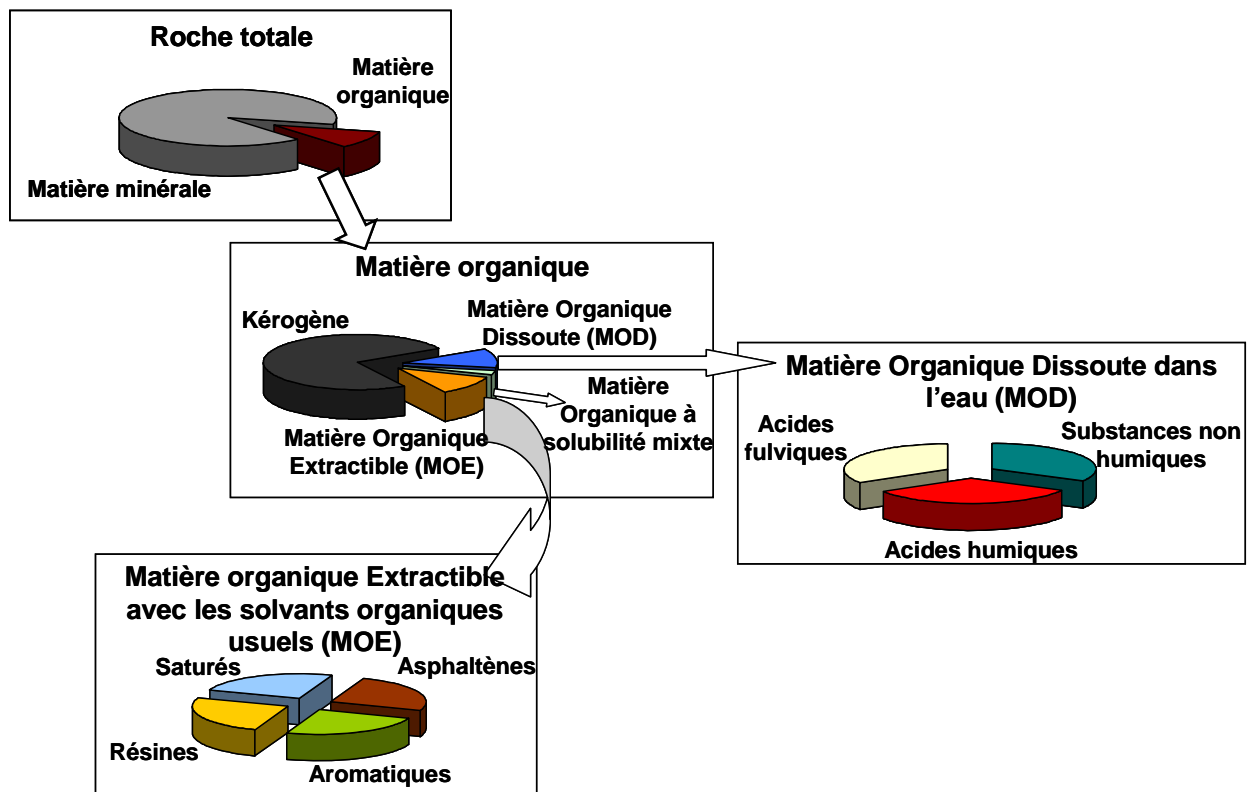 Roche totale
Matière
organique
Matière minérale
Matière organique
Kérogène
Matière Organique
Dissoute (MOD)
Matière
Organique à
solubilité mixte
Matière Organique
Extractible (MOE)
Matière Organique Dissoute dans
l'eau (MOD)
Acides
fulviques
Substances non
humiques
Acides humiques
Matière organique Extractible
avec les solvants organiques
usuels (MOE)
Saturés
Asphaltènes
Résines
Aromatiques